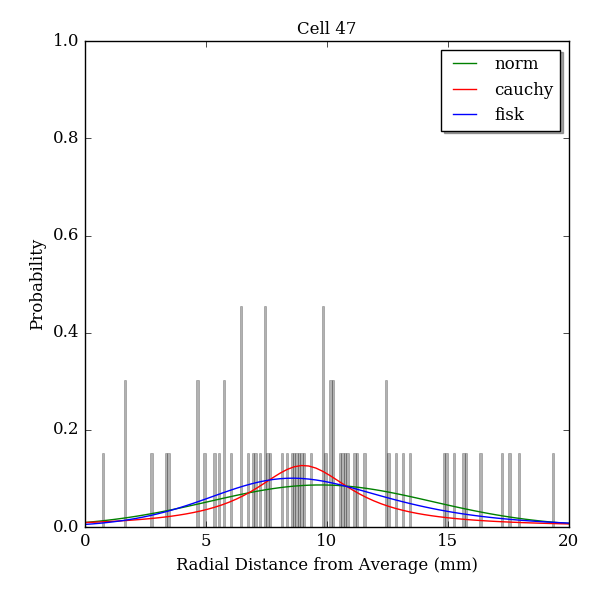 Cell 47
1.0
0.8
0.6
0.4
0.2
0.0
Probability
norm
cauchy
fisk
0 5 10 15 20
Radial Distance from Average (mm)